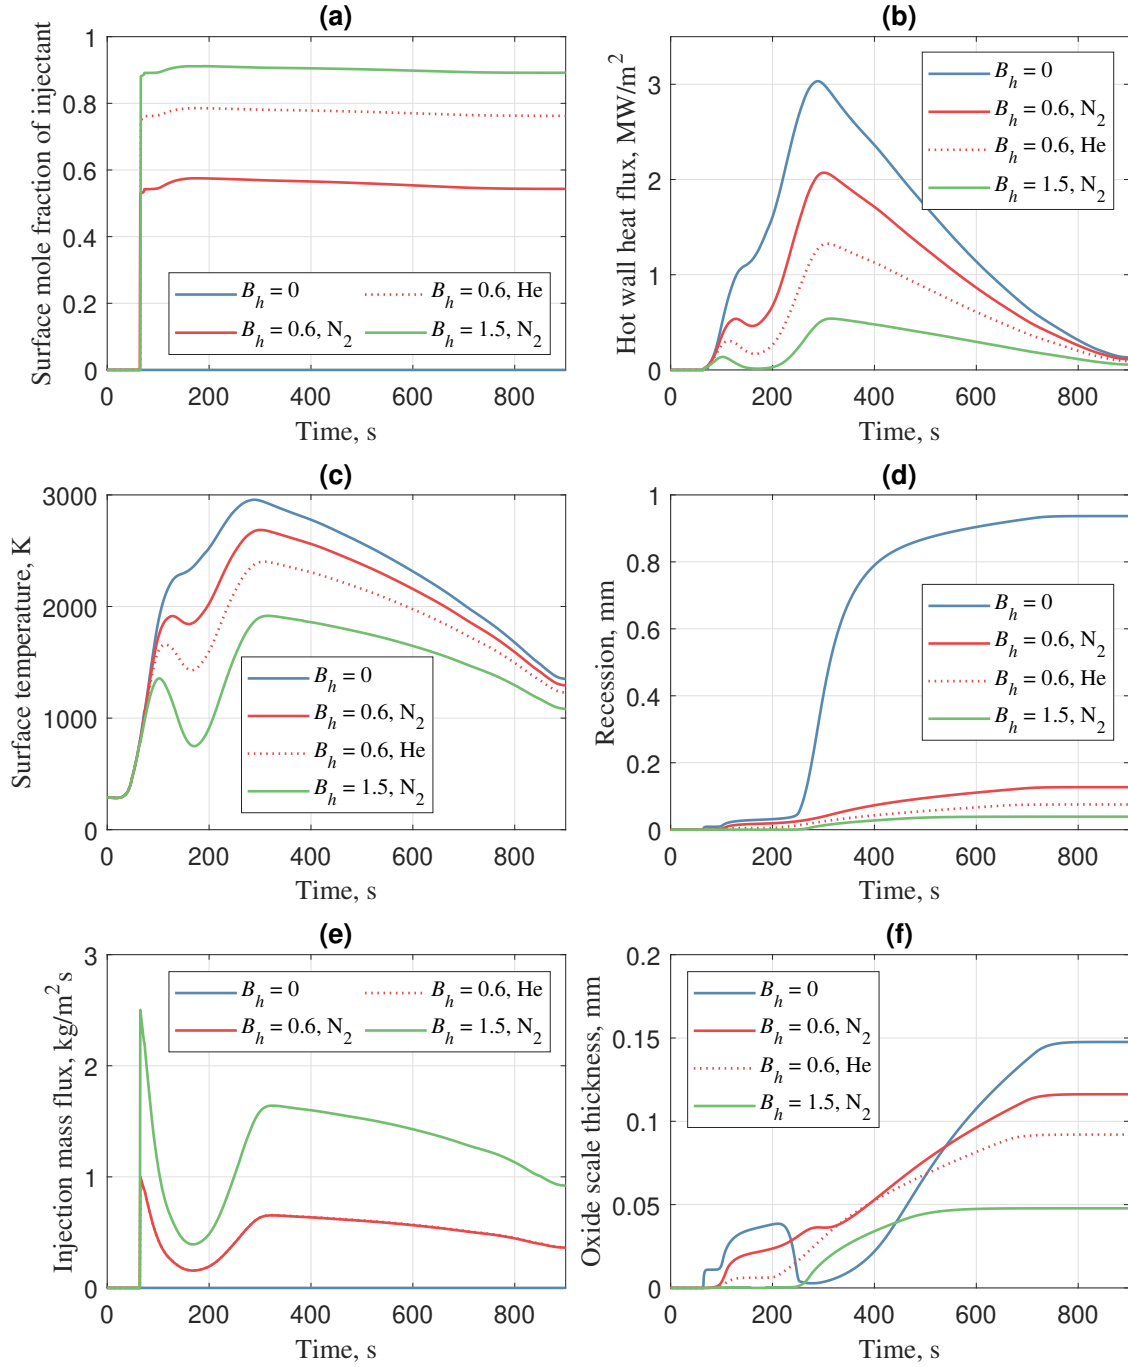 (a)
Surface mole fraction of injectant
1
0.8
0.6
0.4
0.2
0
B_h = 0
B_h = 0.6, N_2
B_h = 0.6, He
B_h = 1.5, N_2
0 200 400 600 800
Time, s
(b)
Hot wall heat flux, MW/m^2
3
2
1
0
B_h = 0
B_h = 0.6, N_2
B_h = 0.6, He
B_h = 1.5, N_2
0 200 400 600 800
Time, s
(c)
Surface temperature, K
3000
2000
1000
0
B_h = 0
B_h = 0.6, N_2
B_h = 0.6, He
B_h = 1.5, N_2
0 200 400 600 800
Time, s
(d)
Recession, mm
1
0.8
0.6
0.4
0.2
0
B_h = 0
B_h = 0.6, N_2
B_h = 0.6, He
B_h = 1.5, N_2
0 200 400 600 800
Time, s
(e)
Injection mass flux, kg/m^2 s
3
2
1
0
B_h = 0
B_h = 0.6, N_2
B_h = 0.6, He
B_h = 1.5, N_2
0 200 400 600 800
Time, s
(f)
Oxide scale thickness, mm
0.2
0.15
0.1
0.05
0
B_h = 0
B_h = 0.6, N_2
B_h = 0.6, He
B_h = 1.5, N_2
0 200 400 600 800
Time, s